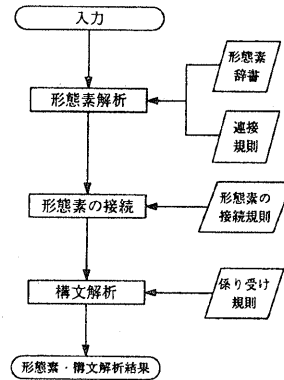 入力
形態素解析
形態素
辞書
連接
規則
形態素の接続
形態素の
接続規則
構文解析
係り受け
規則
形態素・構文解析結果